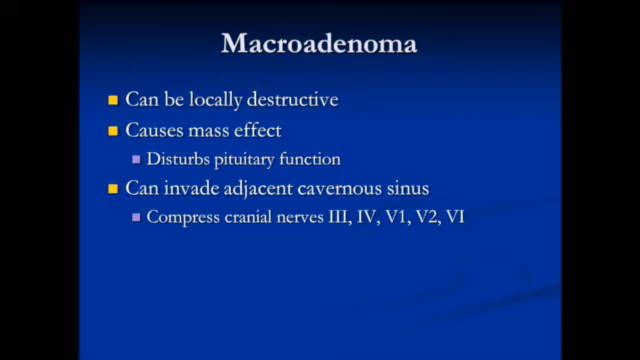 Macroadenoma
Can be locally destructive
Causes mass effect
Disturbs pituitary function
Can invade adjacent cavernous sinus
Compress cranial nerves III, IV, V1, V2, VI